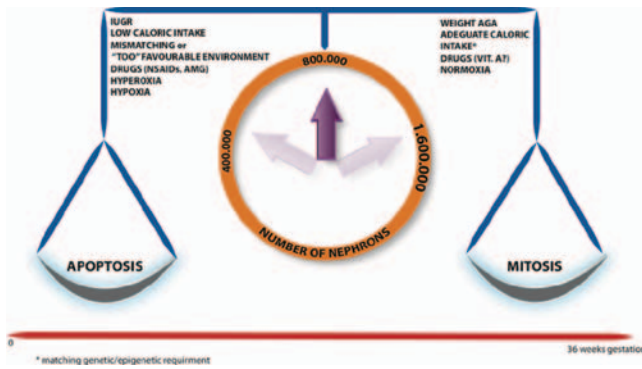 IUGR
LOW CALORIC INTAKE
MISMATCHING or
"TOO" FAVOURABLE ENVIRONMENT
DRUGS (NSAIDs, AMG)
HYPEROXIA
HYPOXIA
WEIGHT AGA
ADEGUATE CALORIC
INTAKE*
DRUGS (VIT. A?)
NORMOXIA
800.000
400.000
1.600.000
NUMBER OF NEPHRONS
APOPTOSIS
MITOSIS
0
36 weeks gestation
* matching genetic/epigenetic requirment